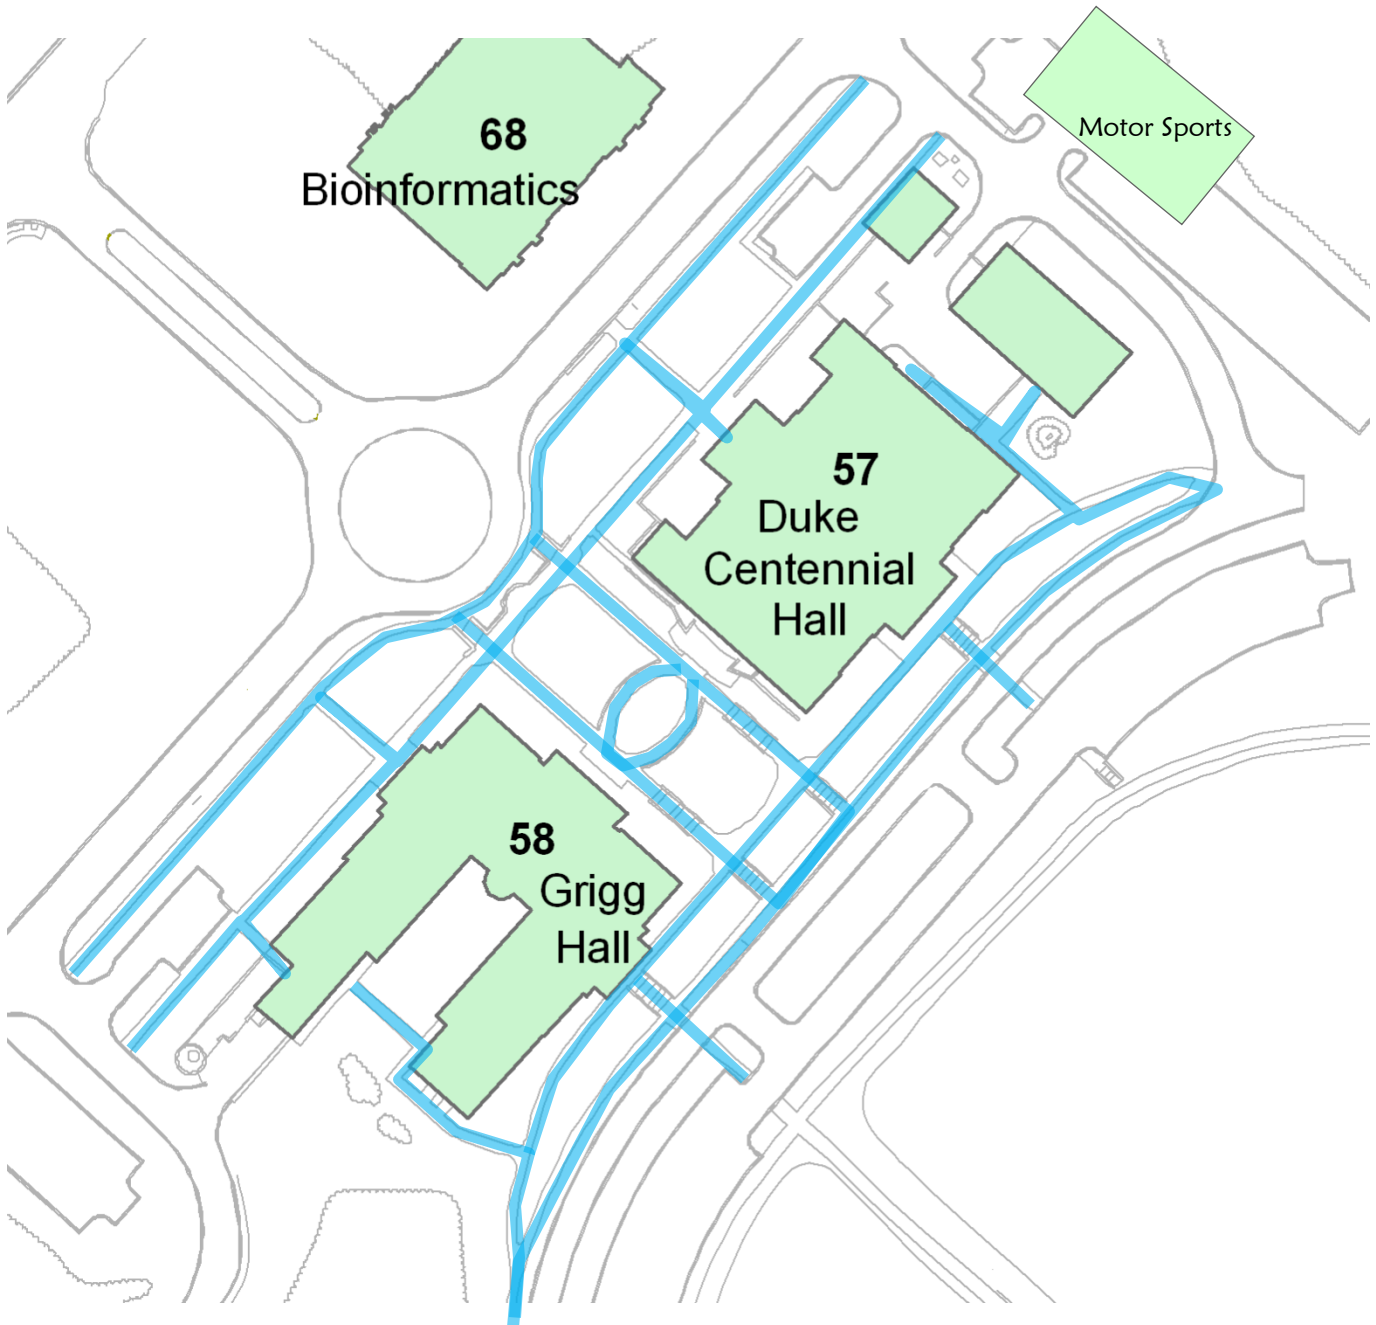 68
Bioinformatics
Motor Sports
57
Duke
Centennial
Hall
58
Grigg
Hall